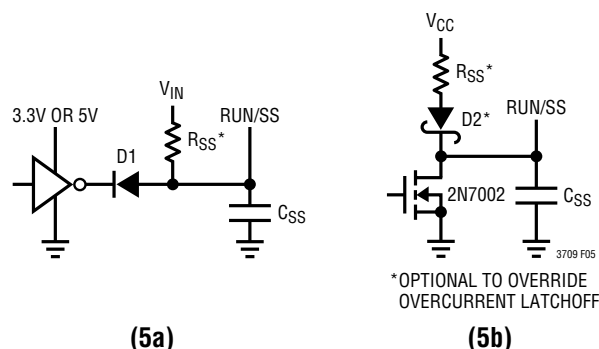 VCC
RSS*
D2*
RUN/SS
2N7002
CSS
3709 F05
*OPTIONAL TO OVERRIDE
OVERCURRENT LATCHOFF
(5b)
VIN
3.3V OR 5V
D1
RSS*
RUN/SS
CSS
(5a)